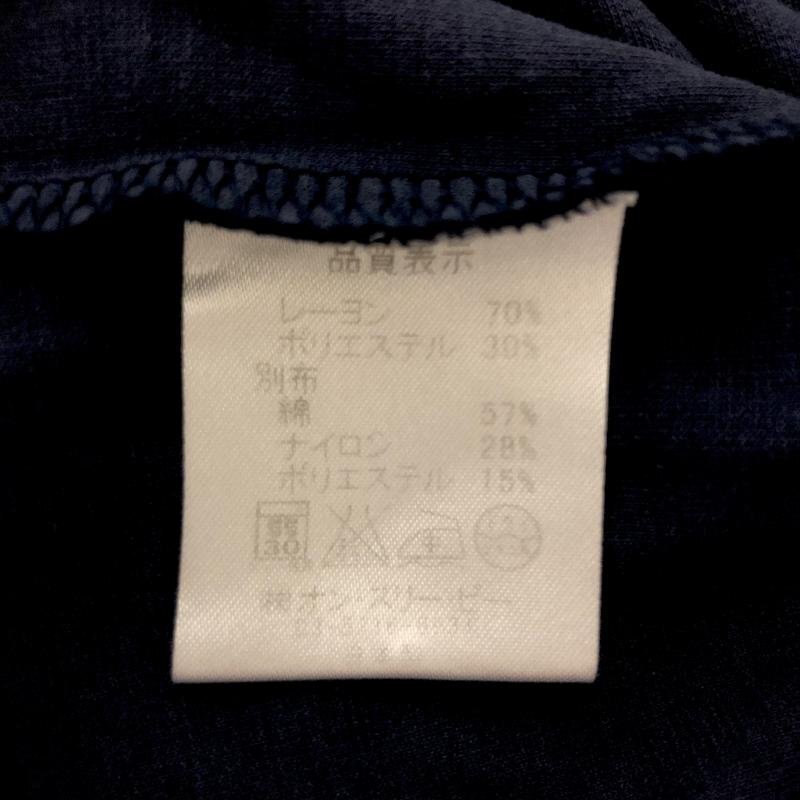 品質表示
レーヨン 70%
ポリエステル 30%
別布
綿 57%
ナイロン 28%
ポリエステル 15%
弱 30
㈱オン・スリー・ビー